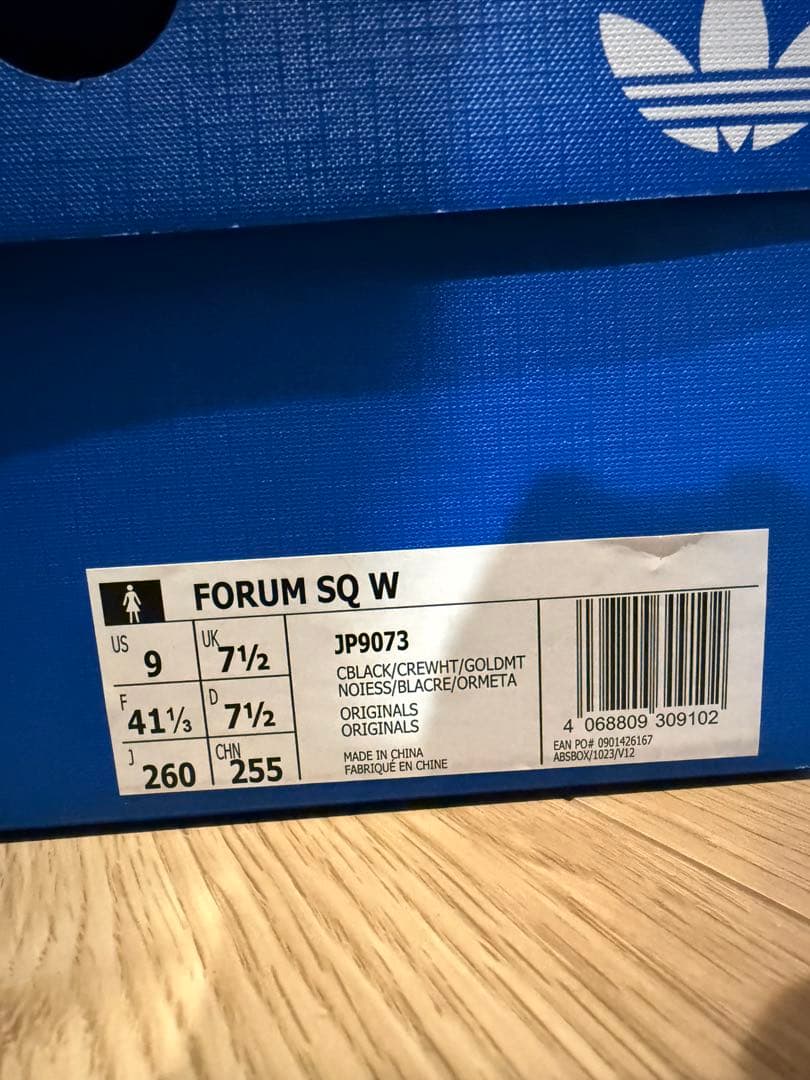 FORUM SQ W
US 9 UK 7½
F 41⅓ D 7½
J 260 CHN 255
JP9073
CBLACK/CREWHT/GOLDMT
NOIESS/BLACRE/ORMETA
ORIGINALS
ORIGINALS
MADE IN CHINA
FABRIQUÉ EN CHINE
4 068809 309102
EAN PO# 0901426167
ABSBOX/1023/V12